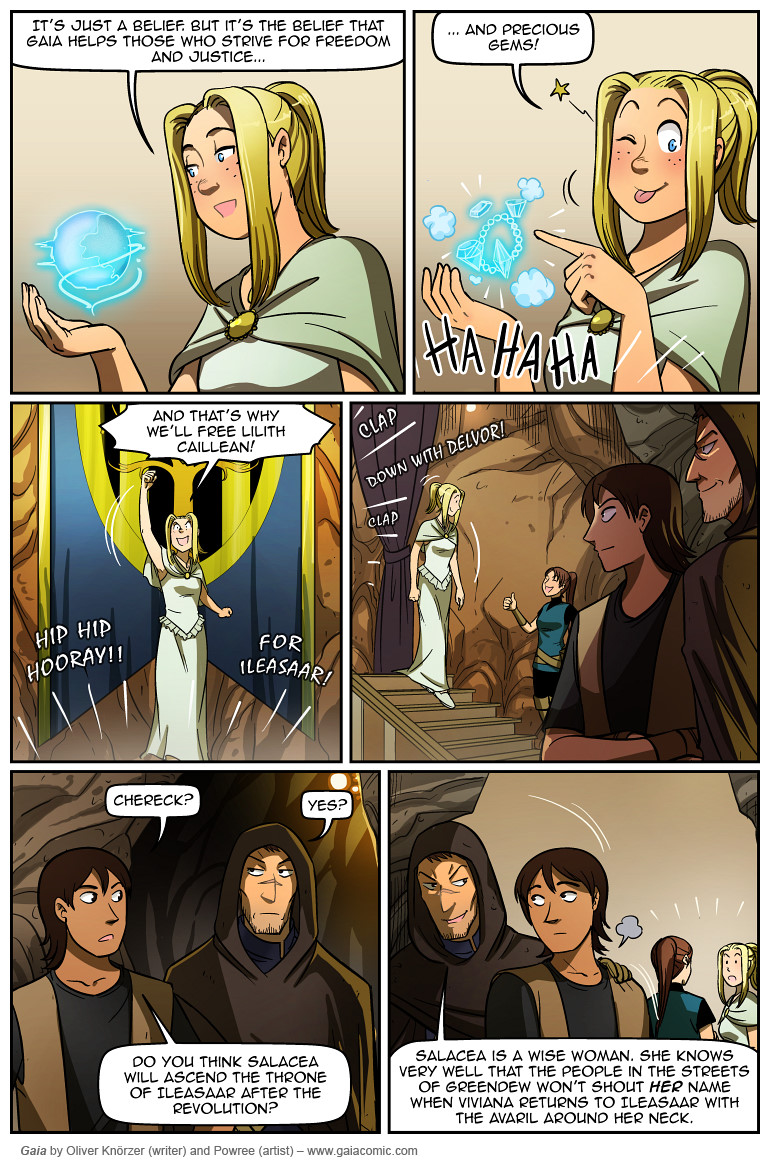 IT'S JUST A BELIEF. BUT IT'S THE BELIEF THAT
GAIA HELPS THOSE WHO STRIVE FOR FREEDOM
AND JUSTICE...
... AND PRECIOUS
GEMS!
HA HA HA
AND THAT'S WHY
WE'LL FREE LILITH
CAILLEAN!
HIP HIP
HOORAY!!
FOR
ILEASAAR!
CLAP
DOWN WITH DELVOR!
CLAP
CHERECK?
YES?
DO YOU THINK SALACEA
WILL ASCEND THE THRONE
OF ILEASAAR AFTER THE
REVOLUTION?
SALACEA IS A WISE WOMAN. SHE KNOWS
VERY WELL THAT THE PEOPLE IN THE STREETS
OF GREENDEW WON'T SHOUT HER NAME
WHEN VIVIANA RETURNS TO ILEASAAR WITH
THE AVARIL AROUND HER NECK.
Gaia by Oliver Knörzer (writer) and Powree (artist) – www.gaiacomic.com